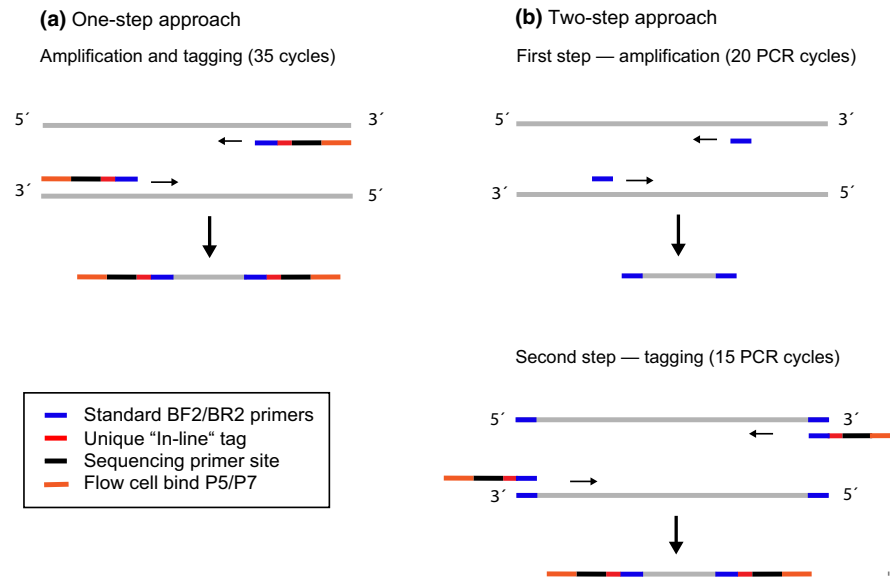 (a) One-step approach
Amplification and tagging (35 cycles)
5´ 3´
3´ 5´
Standard BF2/BR2 primers
Unique "In-line" tag
Sequencing primer site
Flow cell bind P5/P7
(b) Two-step approach
First step — amplification (20 PCR cycles)
5´ 3´
3´ 5´
Second step — tagging (15 PCR cycles)
5´ 3´
3´ 5´